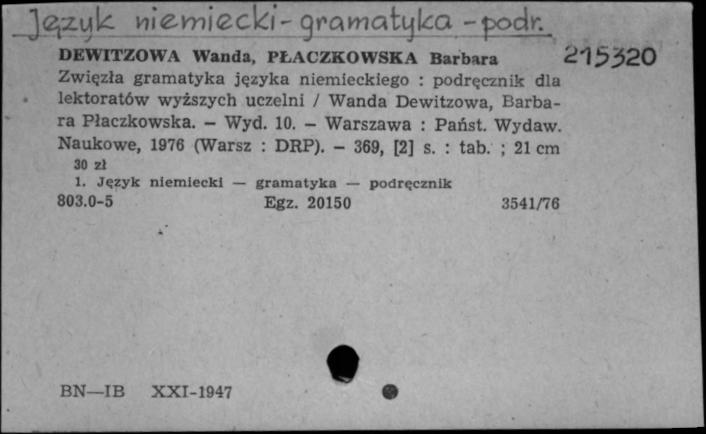 Język niemiecki - gramatyka - podr.
DEWITZOWA Wanda, PŁACZKOWSKA Barbara 215320
Zwięzła gramatyka języka niemieckiego : podręcznik dla
lektoratów wyższych uczelni / Wanda Dewitzowa, Barba-
ra Płaczkowska. — Wyd. 10. — Warszawa : Państ. Wydaw.
Naukowe, 1976 (Warsz : DRP). — 369, [2] s. : tab. ; 21 cm
30 zł
1. Język niemiecki — gramatyka — podręcznik
803.0-5 Egz. 20150 3541/76
BN—IB XXI-1947